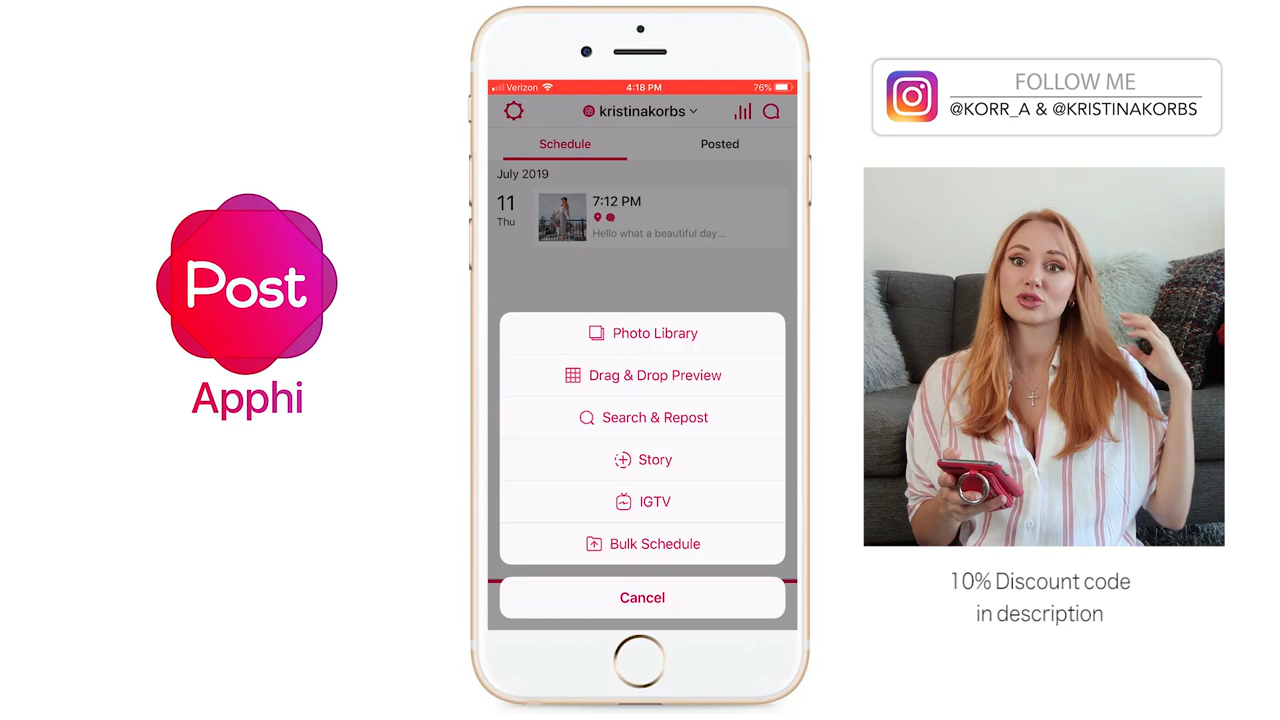 Post
Apphi
Verizon 4:18 PM 76%
kristinakorbs
Schedule Posted
July 2019
11 7:12 PM
Thu
Hello what a beautiful day...
Photo Library
Drag & Drop Preview
Search & Repost
Story
IGTV
Bulk Schedule
Cancel
FOLLOW ME
@KORR_A & @KRISTINAKORBS
10% Discount code
in description